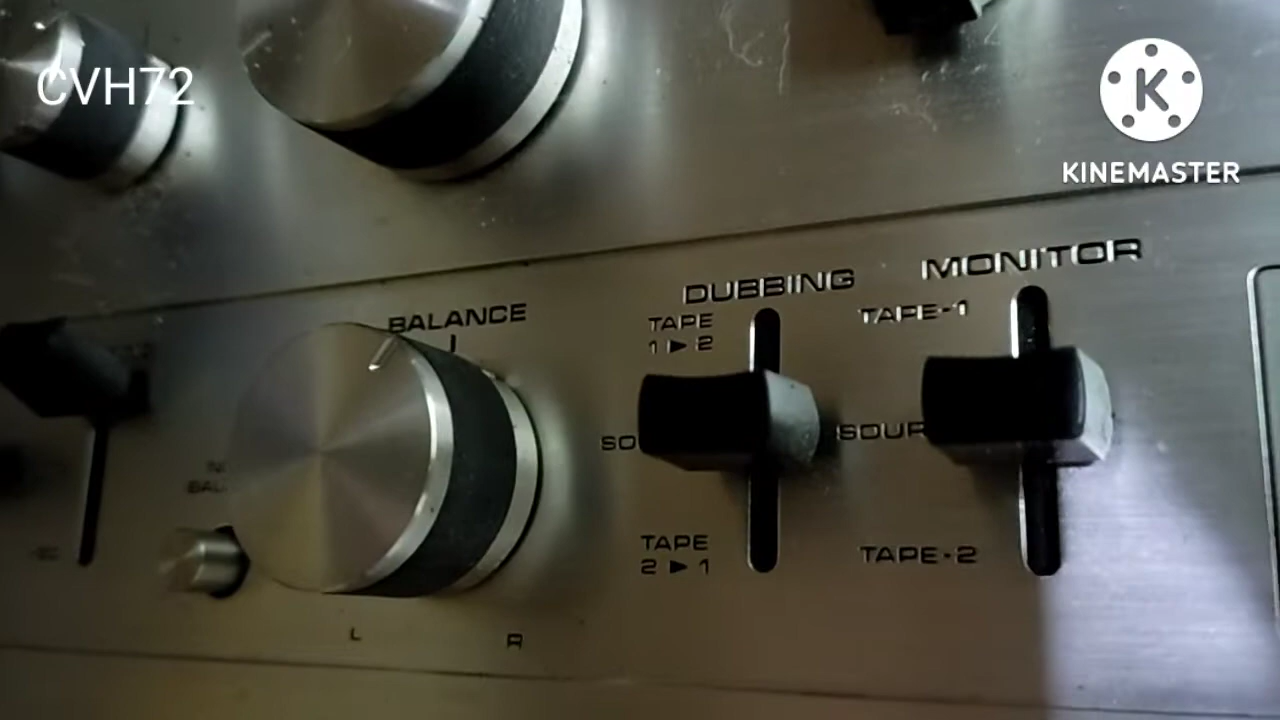 CVH72
K
KINEMASTER
BALANCE
DUBBING
MONITOR
TAPE
1 ▶ 2
TAPE-1
TAPE
2 ▶ 1
TAPE-2
L
R